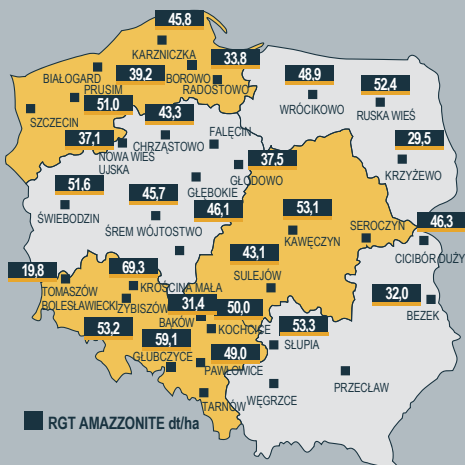 45,8
KARZNICZKA
33,8
BIAŁOGARD
39,2
BOROWO
RADOSTOWO
48,9
52,4
PRUSIM
51,0
WRÓCIKOWO
RUSKA WIEŚ
SZCZECIN
43,3
37,1
CHRZĄSTOWO
FALĘCIN
29,5
NOWA WIEŚ
UJSKA
37,5
GŁODOWO
KRZYŻEWO
51,6
45,7
GŁĘBOKIE
46,1
53,1
ŚWIEBODZIN
ŚREM WÓJTOSTWO
KAWĘCZYN
SEROCZYN
46,3
43,1
CICIBÓR DUŻY
19,8
69,3
SULEJÓW
TOMASZÓW
BOLESŁAWIECKI
KROŚCINA MAŁA
ZYBISZÓW
31,4
50,0
32,0
BEZEK
53,2
BĄKÓW
KOCHCICE
53,3
59,1
SŁUPIA
GŁUBCZYCE
49,0
PAWŁOWICE
PRZECŁAW
TARNÓW
WĘGRZCE
RGT AMAZZONITE dt/ha